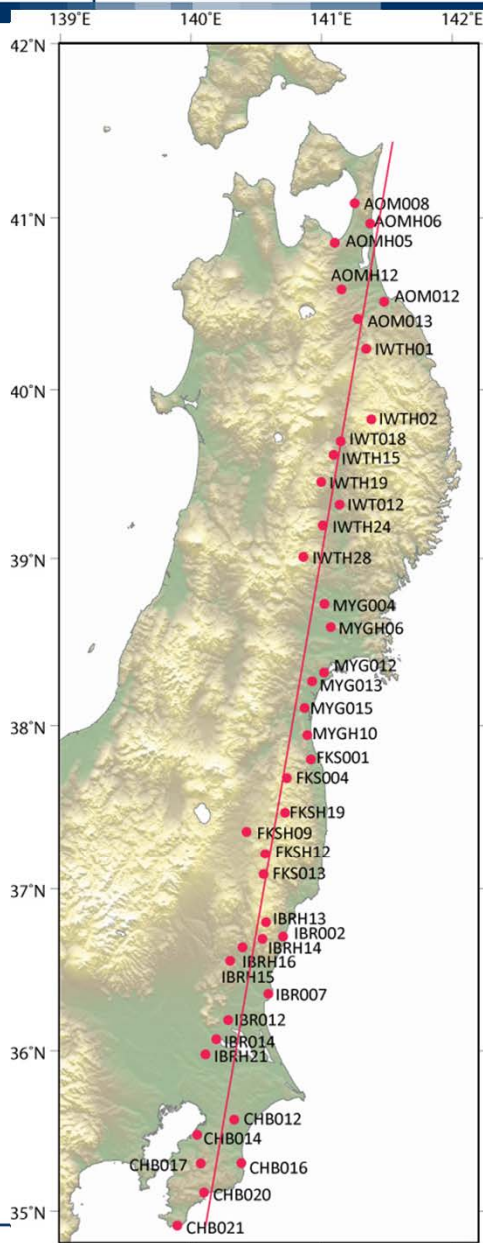 139°E 140°E 141°E 142°E
42°N
41°N
40°N
39°N
38°N
37°N
36°N
35°N
AOM008
AOMH06
AOMH05
AOMH12
AOM012
AOM013
IWTH01
IWTH02
IWT018
IWTH15
IWTH19
IWT012
IWTH24
IWTH28
MYG004
MYGH06
MYG012
MYG013
MYG015
MYGH10
FKS001
FKS004
FKSH19
FKSH09
FKSH12
FKS013
IBRH13
IBR002
IBRH14
IBRH16
IBRH15
IBR007
IBR012
IBR014
IBRH21
CHB012
CHB014
CHB017
CHB016
CHB020
CHB021